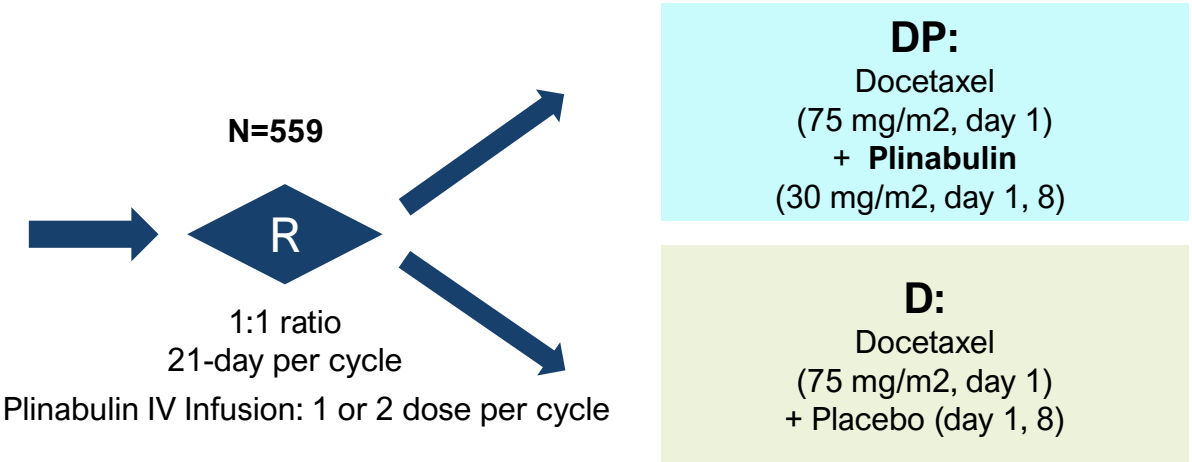 N=559
R
1:1 ratio
21-day per cycle
Plinabulin IV Infusion: 1 or 2 dose per cycle
DP:
Docetaxel
(75 mg/m2, day 1)
+ Plinabulin
(30 mg/m2, day 1, 8)
D:
Docetaxel
(75 mg/m2, day 1)
+ Placebo (day 1, 8)